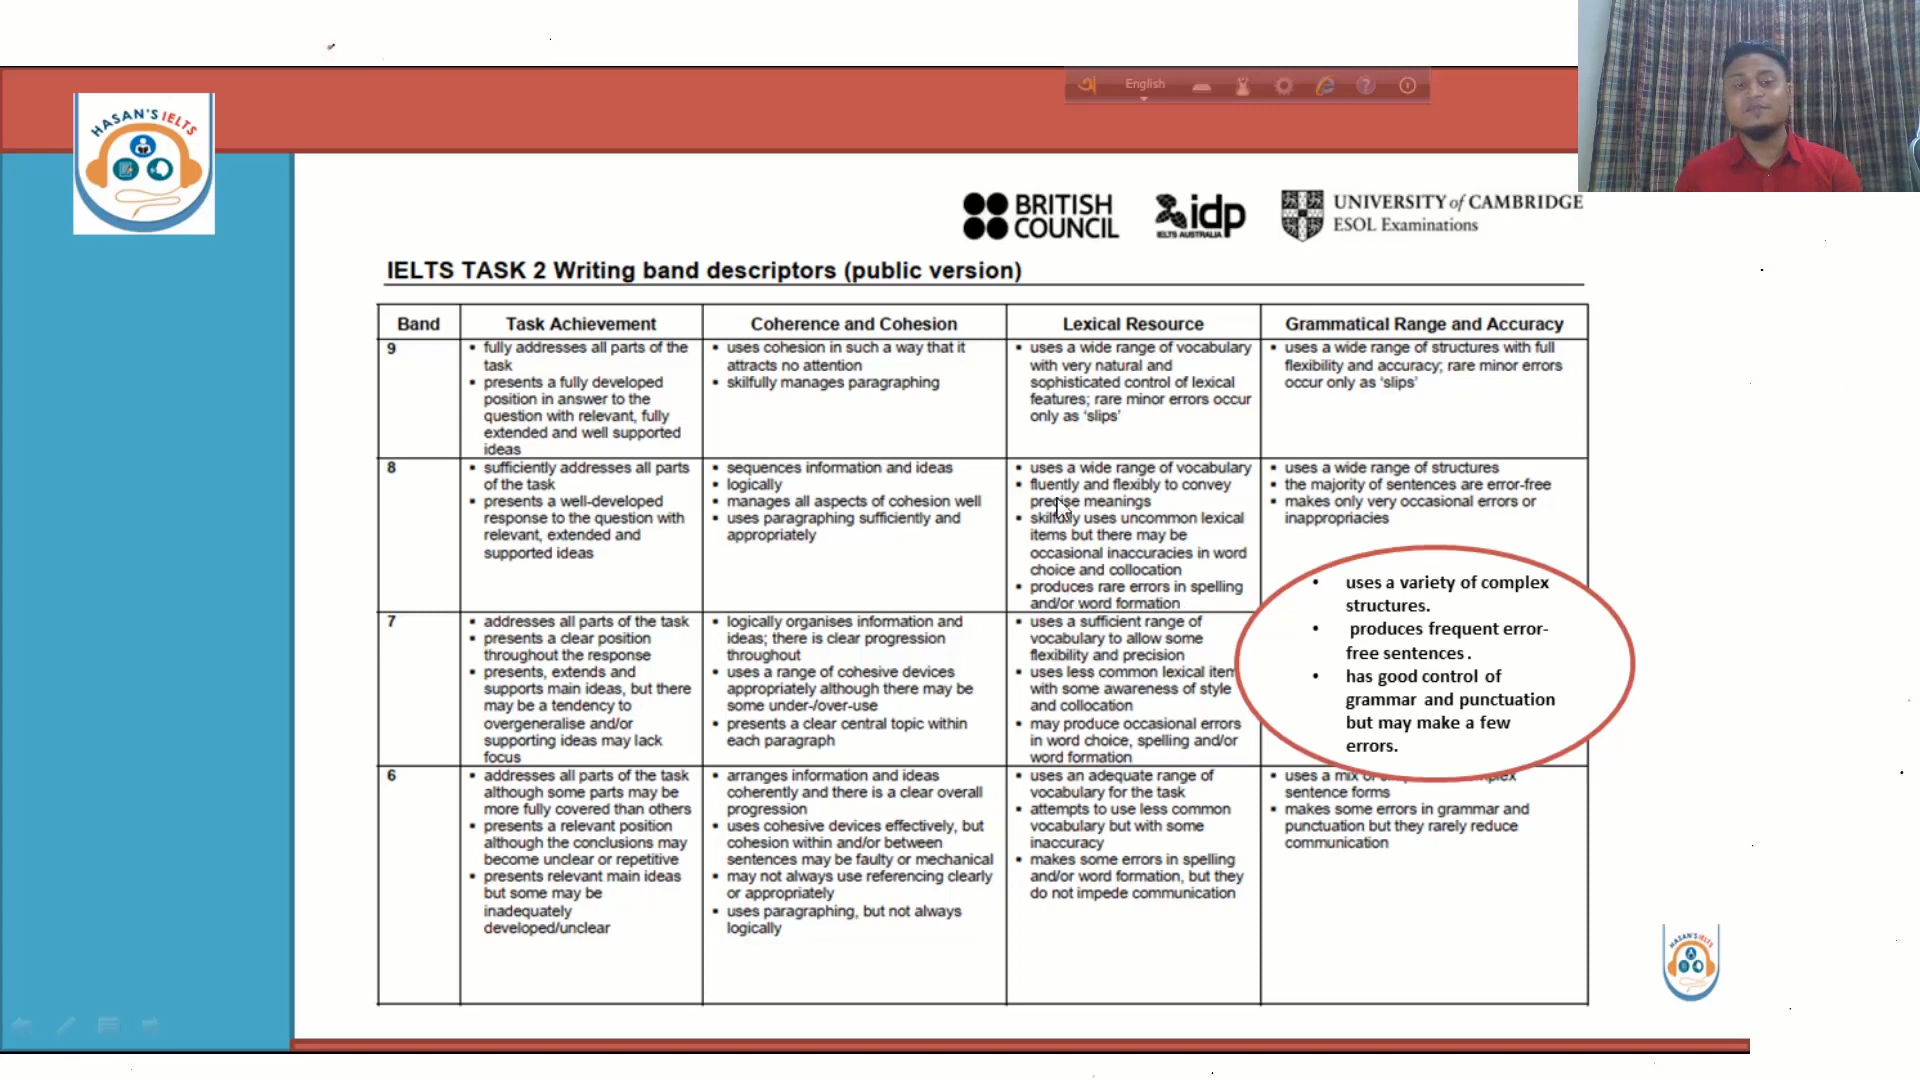 English
HASAN'S IELTS
BRITISH
COUNCIL
idp
IELTS AUSTRALIA
UNIVERSITY of CAMBRIDGE
ESOL Examinations
IELTS TASK 2 Writing band descriptors (public version)
Band
Task Achievement
Coherence and Cohesion
Lexical Resource
Grammatical Range and Accuracy
9
▪ fully addresses all parts of the
task
▪ presents a fully developed
position in answer to the
question with relevant, fully
extended and well supported
ideas
▪ uses cohesion in such a way that it
attracts no attention
▪ skilfully manages paragraphing
▪ uses a wide range of vocabulary
with very natural and
sophisticated control of lexical
features; rare minor errors occur
only as ‘slips’
▪ uses a wide range of structures with full
flexibility and accuracy; rare minor errors
occur only as ‘slips’
8
▪ sufficiently addresses all parts
of the task
▪ presents a well-developed
response to the question with
relevant, extended and
supported ideas
▪ sequences information and ideas
▪ logically
▪ manages all aspects of cohesion well
▪ uses paragraphing sufficiently and
appropriately
▪ uses a wide range of vocabulary
▪ fluently and flexibly to convey
precise meanings
▪ skilfully uses uncommon lexical
items but there may be
occasional inaccuracies in word
choice and collocation
▪ produces rare errors in spelling
and/or word formation
▪ uses a wide range of structures
▪ the majority of sentences are error-free
▪ makes only very occasional errors or
inappropriacies
7
▪ addresses all parts of the task
▪ presents a clear position
throughout the response
▪ presents, extends and
supports main ideas, but there
may be a tendency to
overgeneralise and/or
supporting ideas may lack
focus
▪ logically organises information and
ideas; there is clear progression
throughout
▪ uses a range of cohesive devices
appropriately although there may be
some under-/over-use
▪ presents a clear central topic within
each paragraph
▪ uses a sufficient range of
vocabulary to allow some
flexibility and precision
▪ uses less common lexical item
with some awareness of style
and collocation
▪ may produce occasional errors
in word choice, spelling and/or
word formation
• uses a variety of complex
structures.
• produces frequent error-
free sentences.
• has good control of
grammar and punctuation
but may make a few
errors.
6
▪ addresses all parts of the task
although some parts may be
more fully covered than others
▪ presents a relevant position
although the conclusions may
become unclear or repetitive
▪ presents relevant main ideas
but some may be
inadequately
developed/unclear
▪ arranges information and ideas
coherently and there is a clear overall
progression
▪ uses cohesive devices effectively, but
cohesion within and/or between
sentences may be faulty or mechanical
▪ may not always use referencing clearly
or appropriately
▪ uses paragraphing, but not always
logically
▪ uses an adequate range of
vocabulary for the task
▪ attempts to use less common
vocabulary but with some
inaccuracy
▪ makes some errors in spelling
and/or word formation, but they
do not impede communication
▪ uses a mix
sentence forms
▪ makes some errors in grammar and
punctuation but they rarely reduce
communication
HASAN'S IELTS